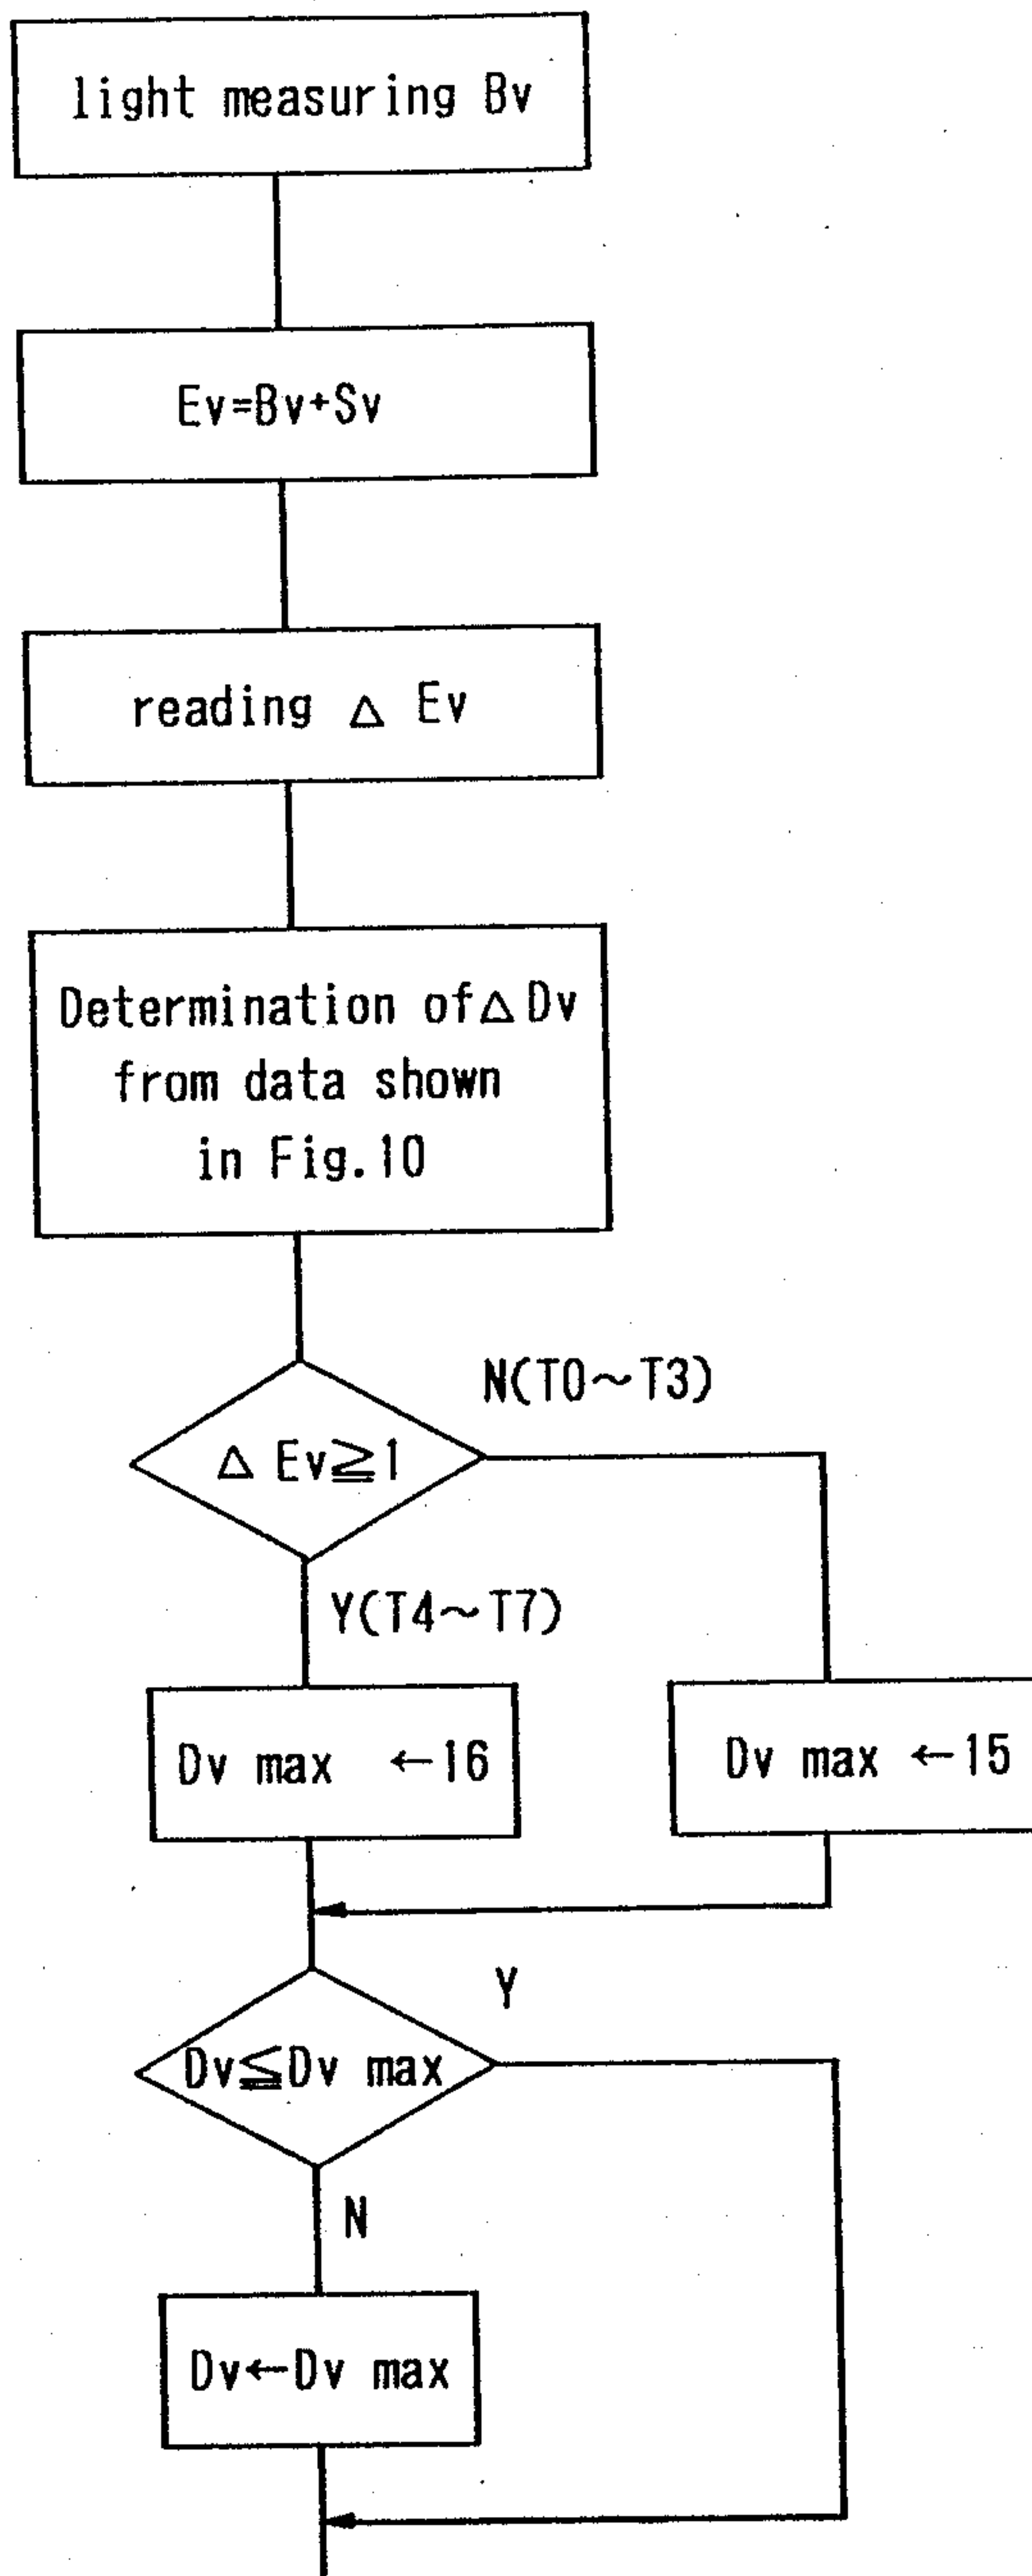 light measuring Bv
Ev=Bv+Sv
reading △ Ev
Determination of△Dv
from data shown
in Fig.10
N(T0～T3)
△ Ev≧1
Y(T4～T7)
Dv max ←16
Dv max ←15
Y
Dv≦Dv max
N
Dv←Dv max